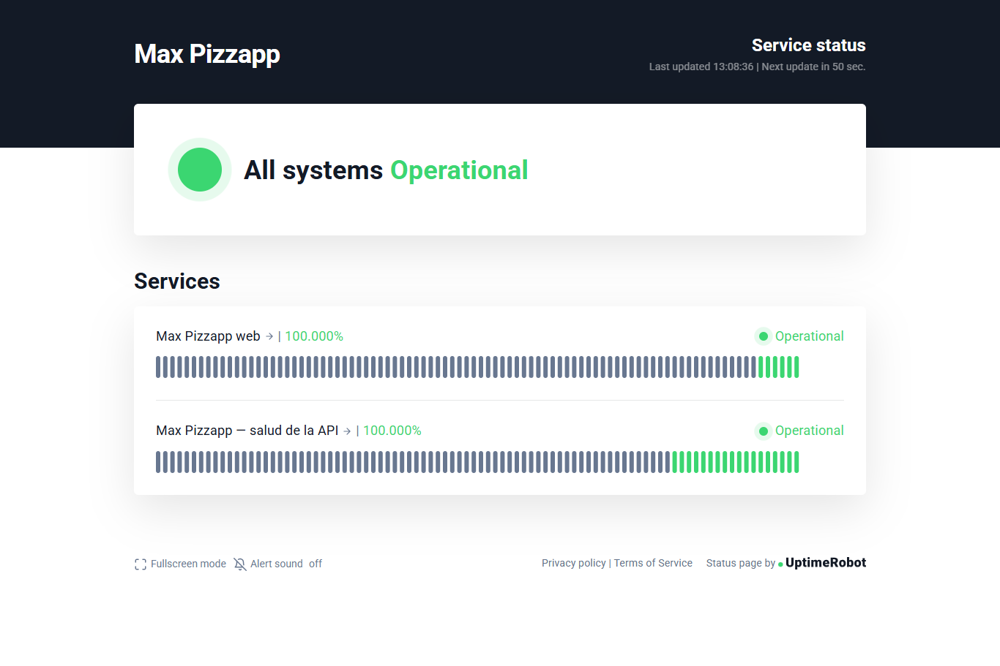 Max Pizzapp
Service status
Last updated 13:08:36 | Next update in 50 sec.
All systems Operational
Services
Max Pizzapp web → | 100.000%
Operational
Max Pizzapp — salud de la API → | 100.000%
Operational
Fullscreen mode Alert sound off
Privacy policy | Terms of Service Status page by UptimeRobot